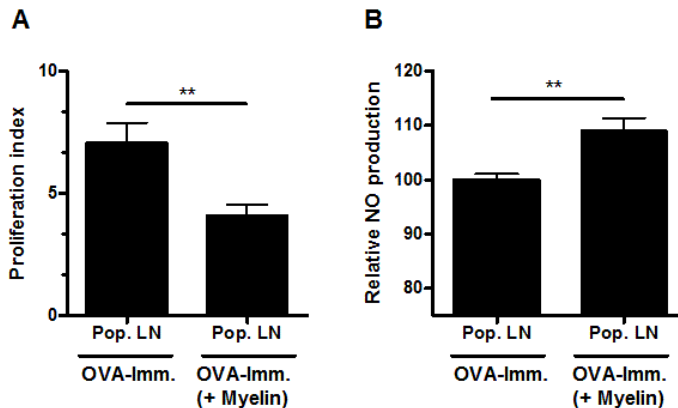 A
Proliferation index
10
5
0
**
Pop. LN
Pop. LN
OVA-Imm.
OVA-Imm.
(+ Myelin)
B
Relative NO production
120
110
100
90
80
**
Pop. LN
Pop. LN
OVA-Imm.
OVA-Imm.
(+ Myelin)